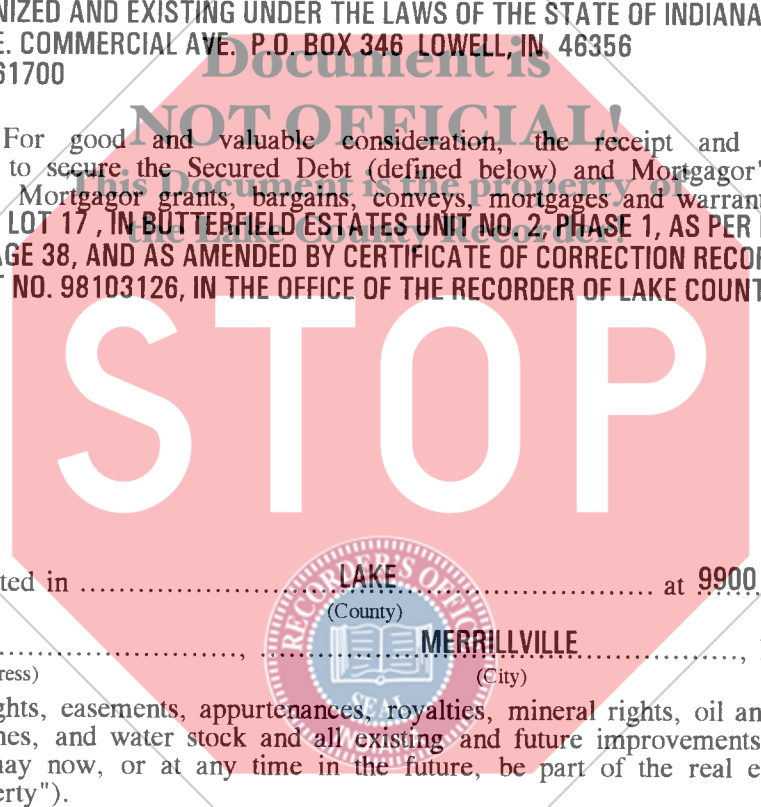 NIZED AND EXISTING UNDER THE LAWS OF THE STATE OF INDIANA
E. COMMERCIAL AVE. P.O. BOX 346 LOWELL, IN 46356
61700
Document is
NOT OFFICIAL!
This Document is the property of
the Lake County Recorder!
For good and valuable consideration, the receipt and
to secure the Secured Debt (defined below) and Mortgagor'
Mortgagor grants, bargains, conveys, mortgages and warrant
LOT 17 , IN BUTTERFIELD ESTATES UNIT NO. 2, PHASE 1, AS PER
AGE 38, AND AS AMENDED BY CERTIFICATE OF CORRECTION RECOR
T NO. 98103126, IN THE OFFICE OF THE RECORDER OF LAKE COUNT
STOP
ted in ........................ LAKE ........................ at 9900
(County)
........................, ........................ MERRILLVILLE ........................,
ress) (City)
RECORDER'S OFFICE
SEAL
ghts, easements, appurtenances, royalties, mineral rights, oil an
nes, and water stock and all existing and future improvements
may now, or at any time in the future, be part of the real e
erty").